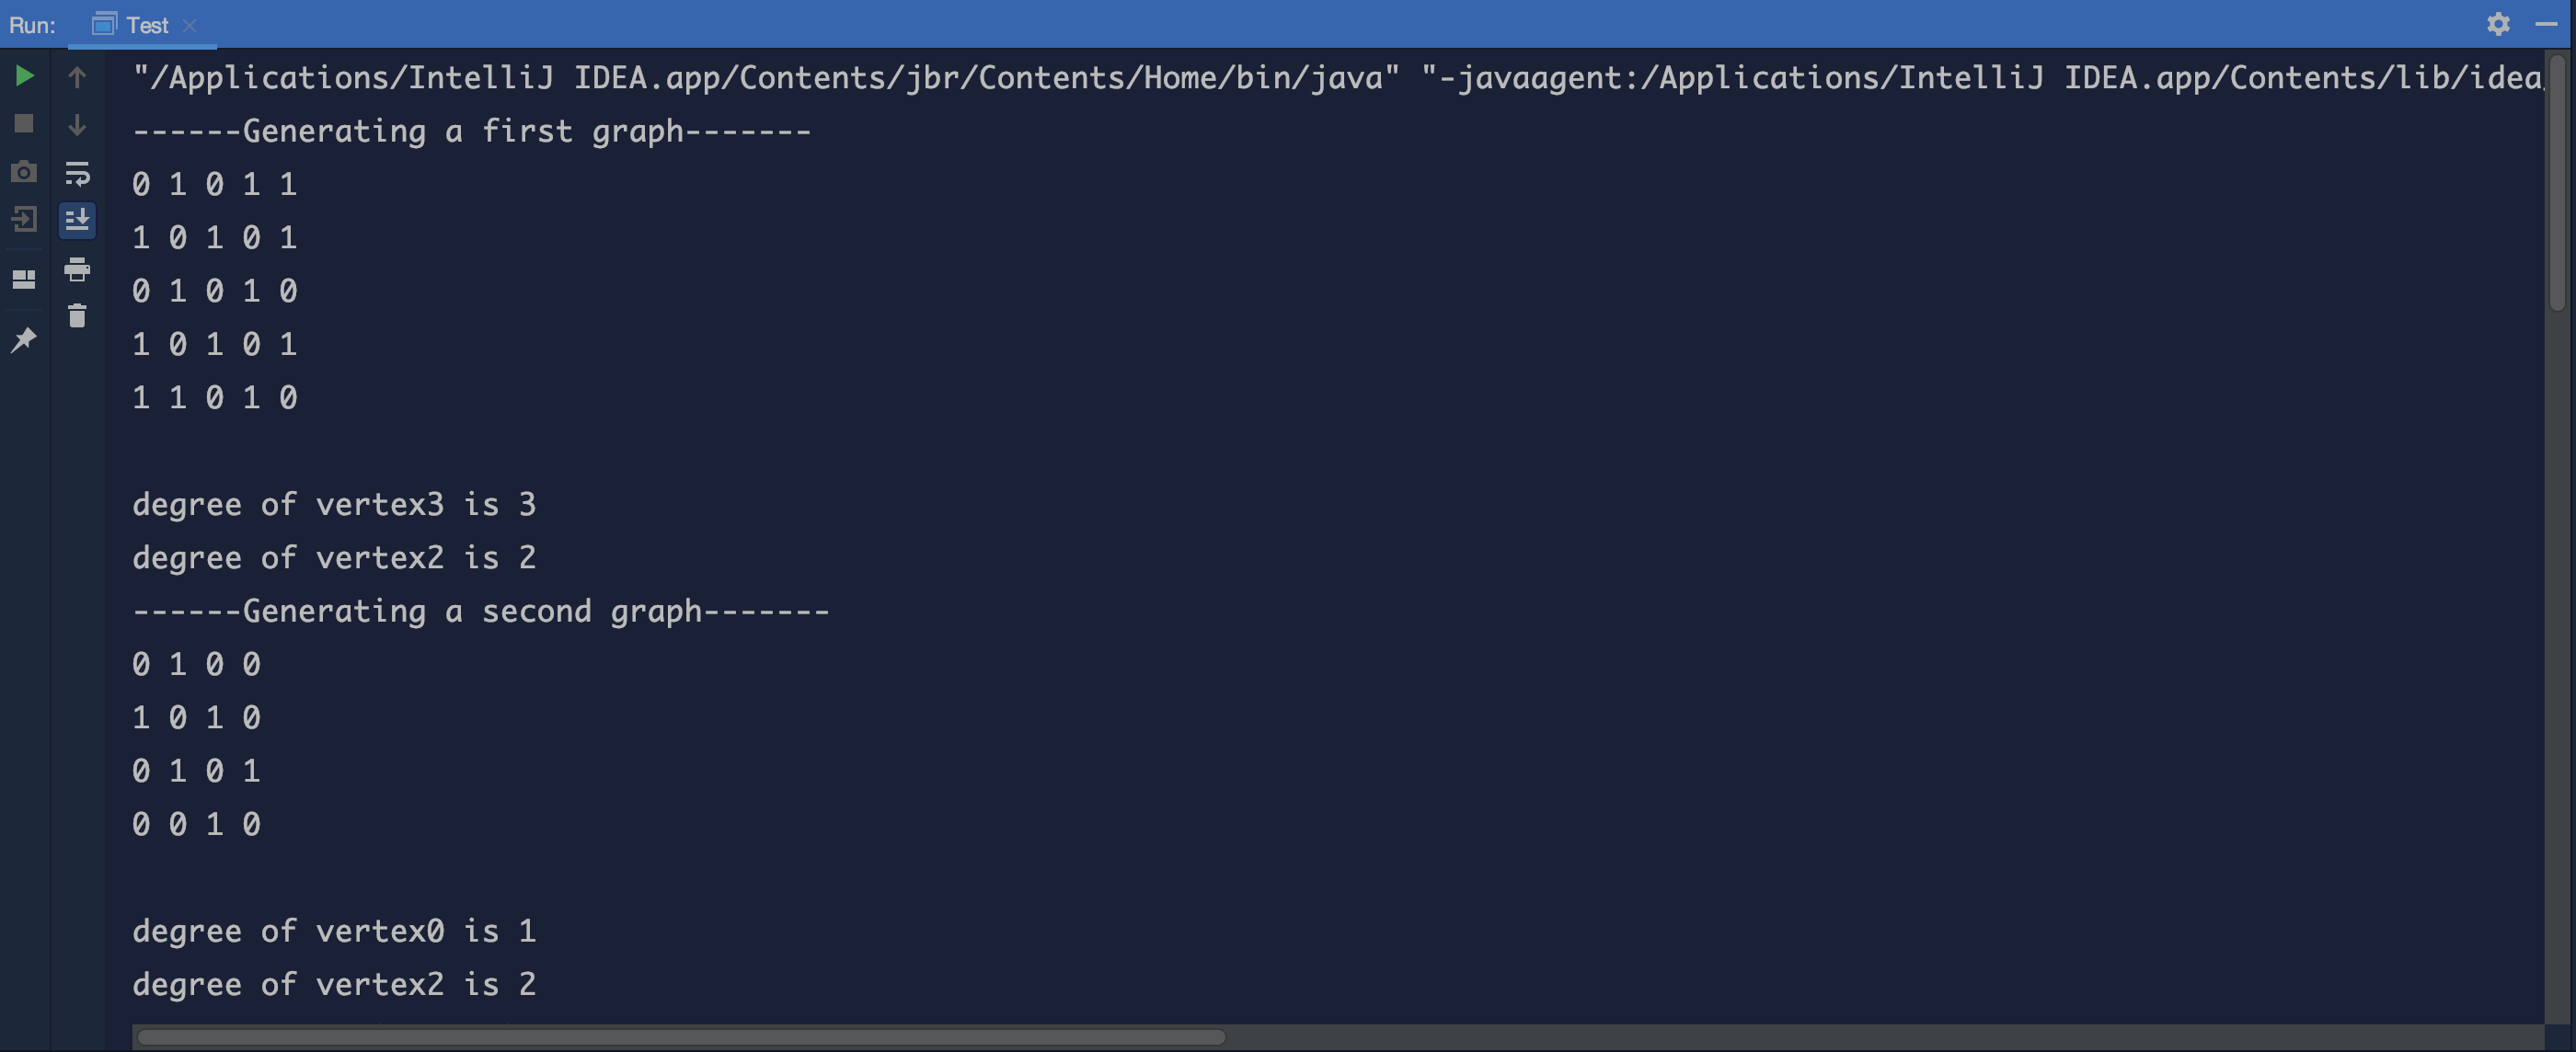 Run: Test
"/Applications/IntelliJ IDEA.app/Contents/jbr/Contents/Home/bin/java" "-javaagent:/Applications/IntelliJ IDEA.app/Contents/lib/idea
------Generating a first graph-------
0 1 0 1 1
1 0 1 0 1
0 1 0 1 0
1 0 1 0 1
1 1 0 1 0
degree of vertex3 is 3
degree of vertex2 is 2
------Generating a second graph-------
0 1 0 0
1 0 1 0
0 1 0 1
0 0 1 0
degree of vertex0 is 1
degree of vertex2 is 2